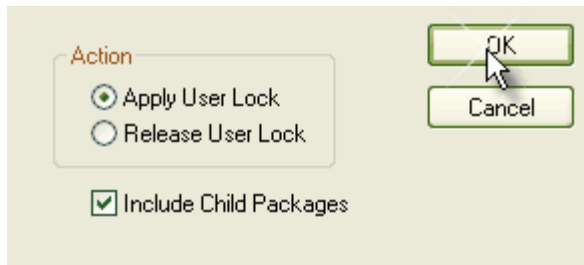 Action
OK
Apply User Lock
Cancel
Release User Lock
Include Child Packages